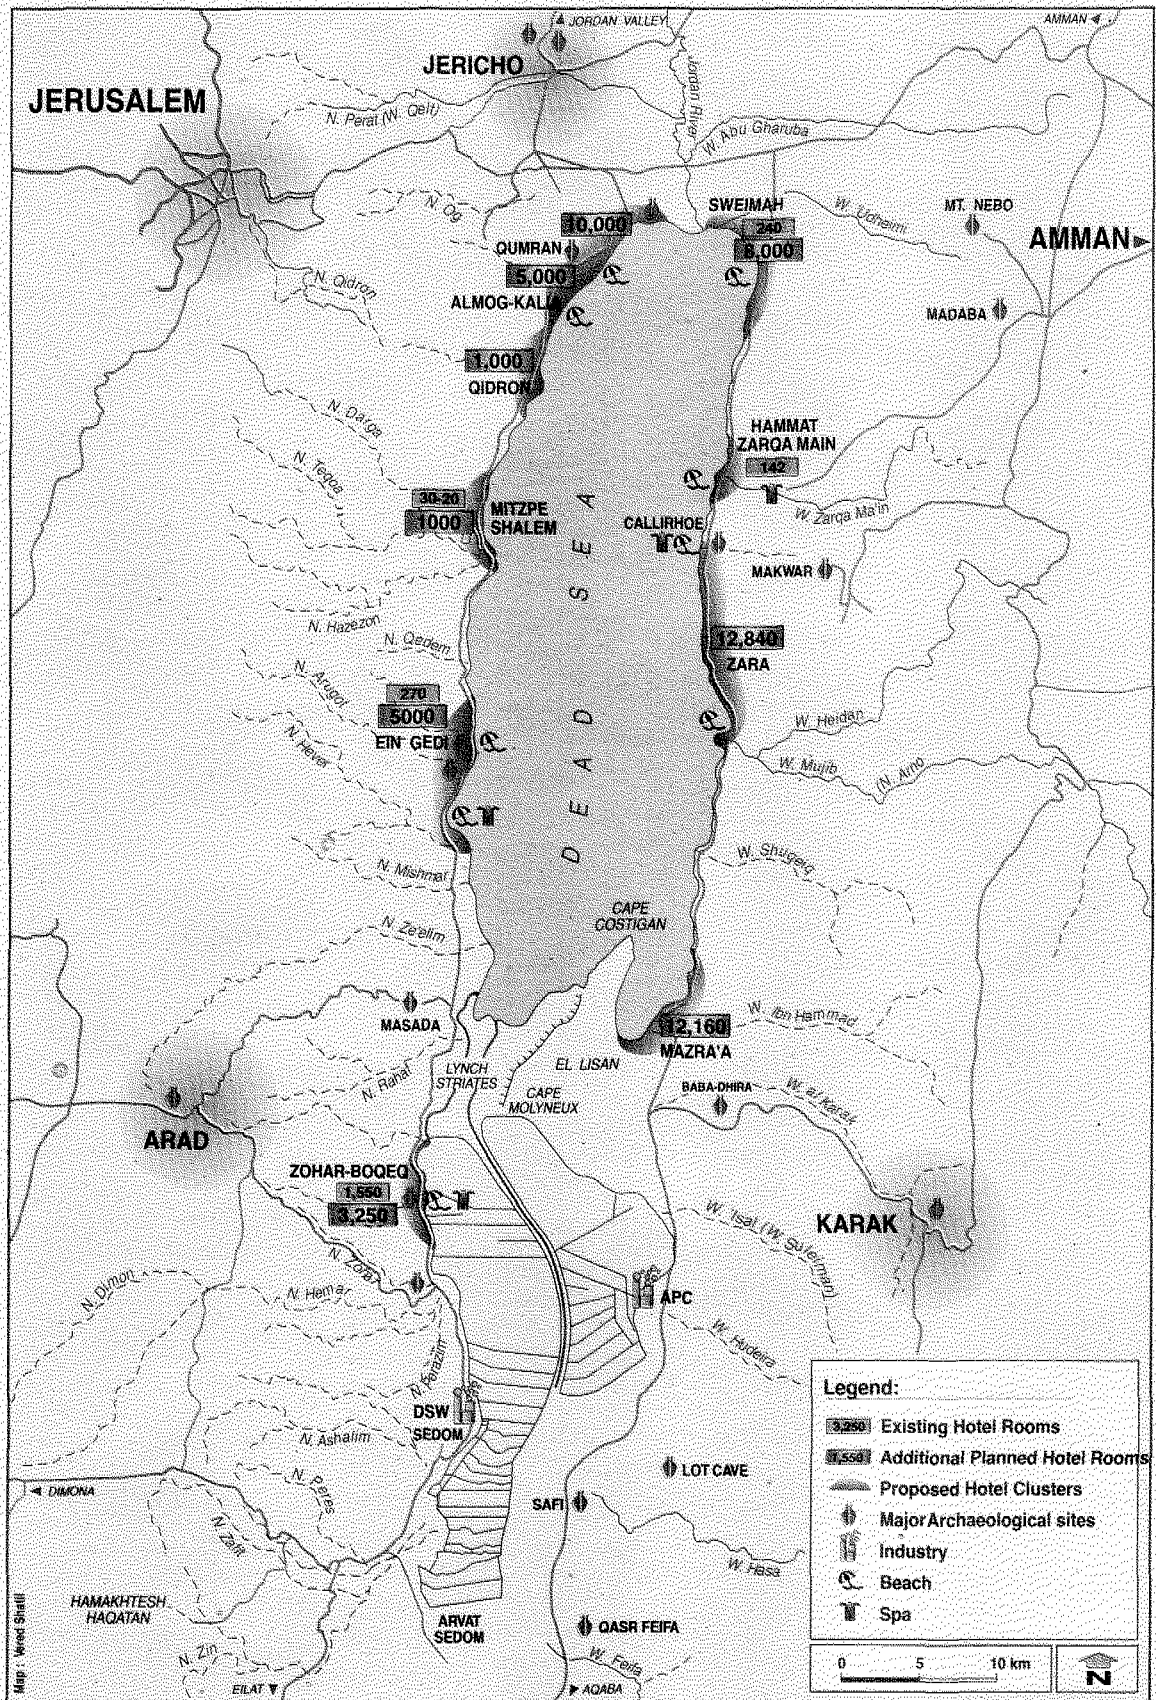 JORDAN VALLEY
AMMAN
JERICHO
JERUSALEM
N. Perat (W. Qelt)
Jordan River
W. Abu Gharuba
N. Og
SWEIMAH
W. Udheimi
MT. NEBO
10,000
240
QUMRAN
8,000
AMMAN
5,000
N. Qidron
ALMOG-KALIA
MADABA
1,000
QIDRON
N. Darga
HAMMAT
ZARQA MAIN
142
N. Teqoa
30-20
1000
MITZPE
SHALEM
W. Zarqa Ma'in
CALLIRHOE
MAKWAR
N. Hazezon
N. Qedem
12,840
ZARA
N. Arugot
270
5000
EIN GEDI
N. Hever
W. Heidan
W. Mujib
(N. Arno
DEAD SEA
W. Shugeiq
N. Mishmar
CAPE
COSTIGAN
N. Ze'elim
MASADA
12,160
MAZRA'A
W. Ibn Hammad
LYNCH
STRIATES
EL LISAN
N. Rahaf
CAPE
MOLYNEUX
BABA-DHIRA
W. al Karak
ARAD
ZOHAR-BOQEQ
1,550
3,250
KARAK
W. 'Isal (W. Suleiman)
N. Zohar
N. Dimon
N. Hemar
APC
W. Hudeira
N. Perazim
DSW
SEDOM
N. Ashalim
N. Peres
DIMONA
LOT CAVE
SAFI
N. Zafit
W. Hasa
HAMAKHTESH
HAQATAN
ARVAT
SEDOM
QASR FEIFA
N. Zin
W. Feifa
EILAT
AQABA
Map : Vered Shatil
Legend:
3,250 Existing Hotel Rooms
1,550 Additional Planned Hotel Rooms
Proposed Hotel Clusters
Major Archaeological sites
Industry
Beach
Spa
0 5 10 km
N